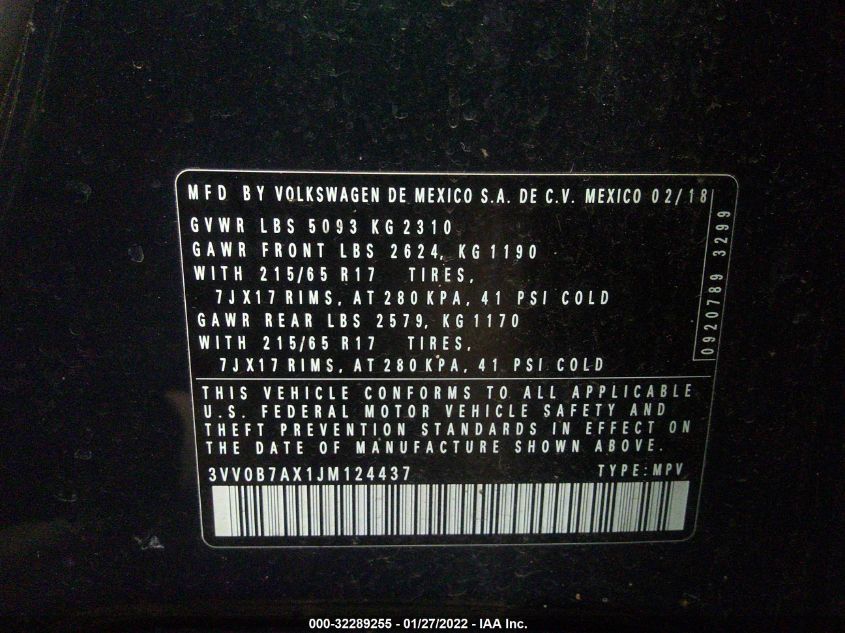 MFD BY VOLKSWAGEN DE MEXICO S.A. DE C.V. MEXICO 02/18
GVWR LBS 5093 KG 2310
GAWR FRONT LBS 2624, KG 1190
WITH 215/65 R17 TIRES,
7JX17 RIMS, AT 280 KPA, 41 PSI COLD
GAWR REAR LBS 2579, KG 1170
WITH 215/65 R17 TIRES,
7JX17 RIMS, AT 280 KPA, 41 PSI COLD
0920789 3299
THIS VEHICLE CONFORMS TO ALL APPLICABLE
U.S. FEDERAL MOTOR VEHICLE SAFETY AND
THEFT PREVENTION STANDARDS IN EFFECT ON
THE DATE OF MANUFACTURE SHOWN ABOVE.
3VV0B7AX1JM124437 TYPE: MPV
000-32289255 - 01/27/2022 - IAA Inc.